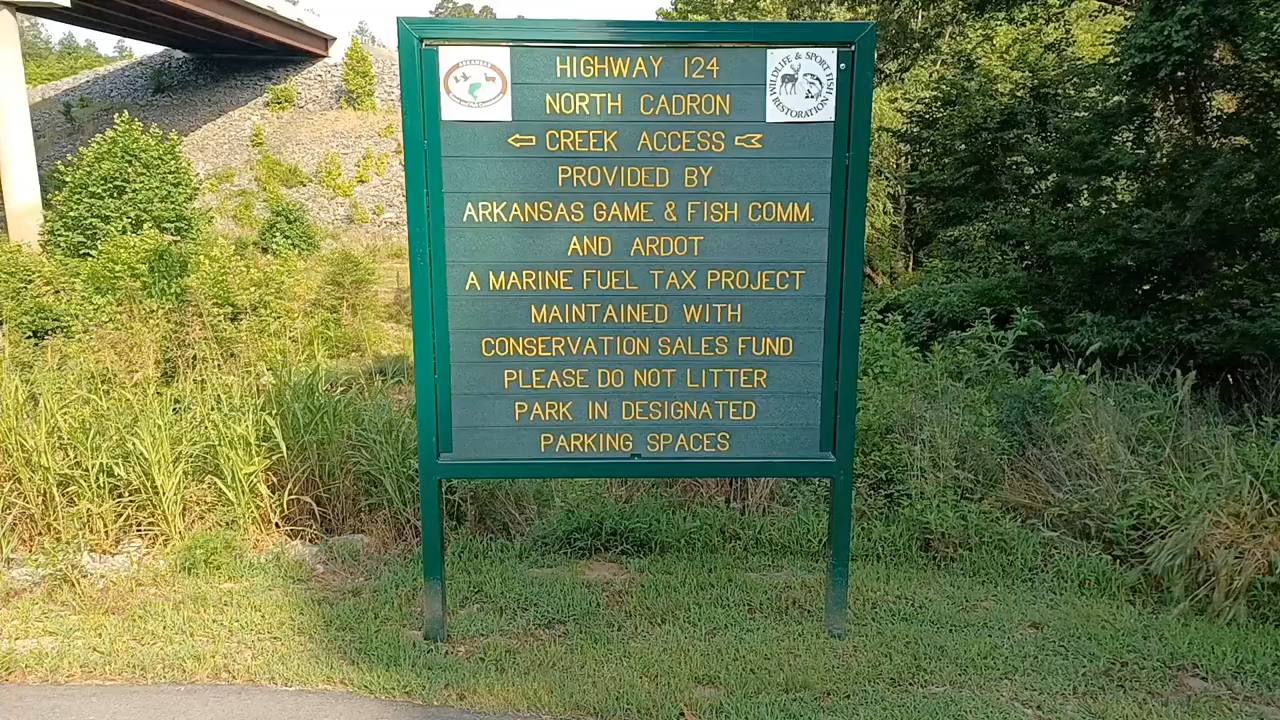 HIGHWAY 124
NORTH CADRON
CREEK ACCESS
PROVIDED BY
ARKANSAS GAME & FISH COMM.
AND ARDOT
A MARINE FUEL TAX PROJECT
MAINTAINED WITH
CONSERVATION SALES FUND
PLEASE DO NOT LITTER
PARK IN DESIGNATED
PARKING SPACES
ARKANSAS
WILDLIFE & SPORT FISH
RESTORATION